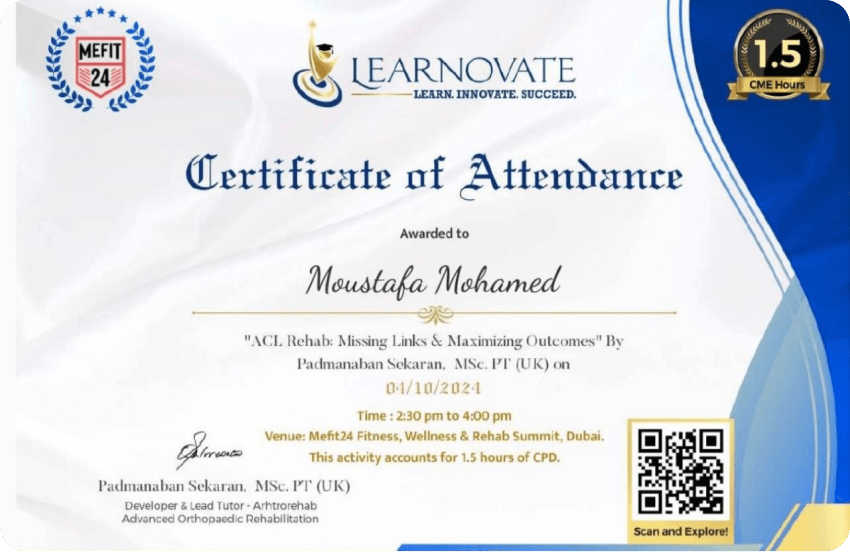 MEFIT
24
LEARNOVATE
LEARN. INNOVATE. SUCCEED.
1.5
CME Hours
Certificate of Attendance
Awarded to
Moustafa Mohamed
"ACL Rehab: Missing Links & Maximizing Outcomes" By
Padmanaban Sekaran, MSc. PT (UK) on
04/10/2024
Time : 2:30 pm to 4:00 pm
Venue: Mefit24 Fitness, Wellness & Rehab Summit, Dubai.
This activity accounts for 1.5 hours of CPD.
Padmanaban Sekaran, MSc. PT (UK)
Developer & Lead Tutor - Arhtrorehab
Advanced Orthopaedic Rehabilitation
Scan and Explore!